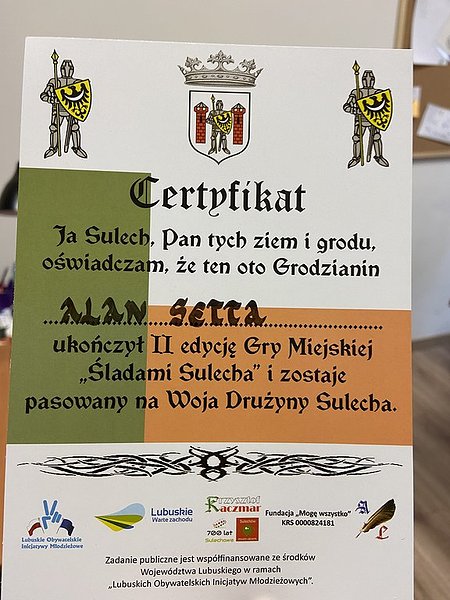 Certyfikat
Ja Sulech, Pan tych ziem i grodu,
oświadczam, że ten oto Grodzianin
ALAN SETTA
ukończył II edycję Gry Miejskiej
„Śladami Sulecha” i zostaje
pasowany na Woja Drużyny Sulecha.
Lubuskie Obywatelskie
Inicjatywy Młodzieżowe
Lubuskie
Warte zachodu
Krzysztof
Kaczmar
700 lat
Sulechowa
Sulechów
Fundacja „Mogę wszystko”
KRS 0000824181
A
L
Zadanie publiczne jest współfinansowane ze środków
Województwa Lubuskiego w ramach
„Lubuskich Obywatelskich Inicjatyw Młodzieżowych”.